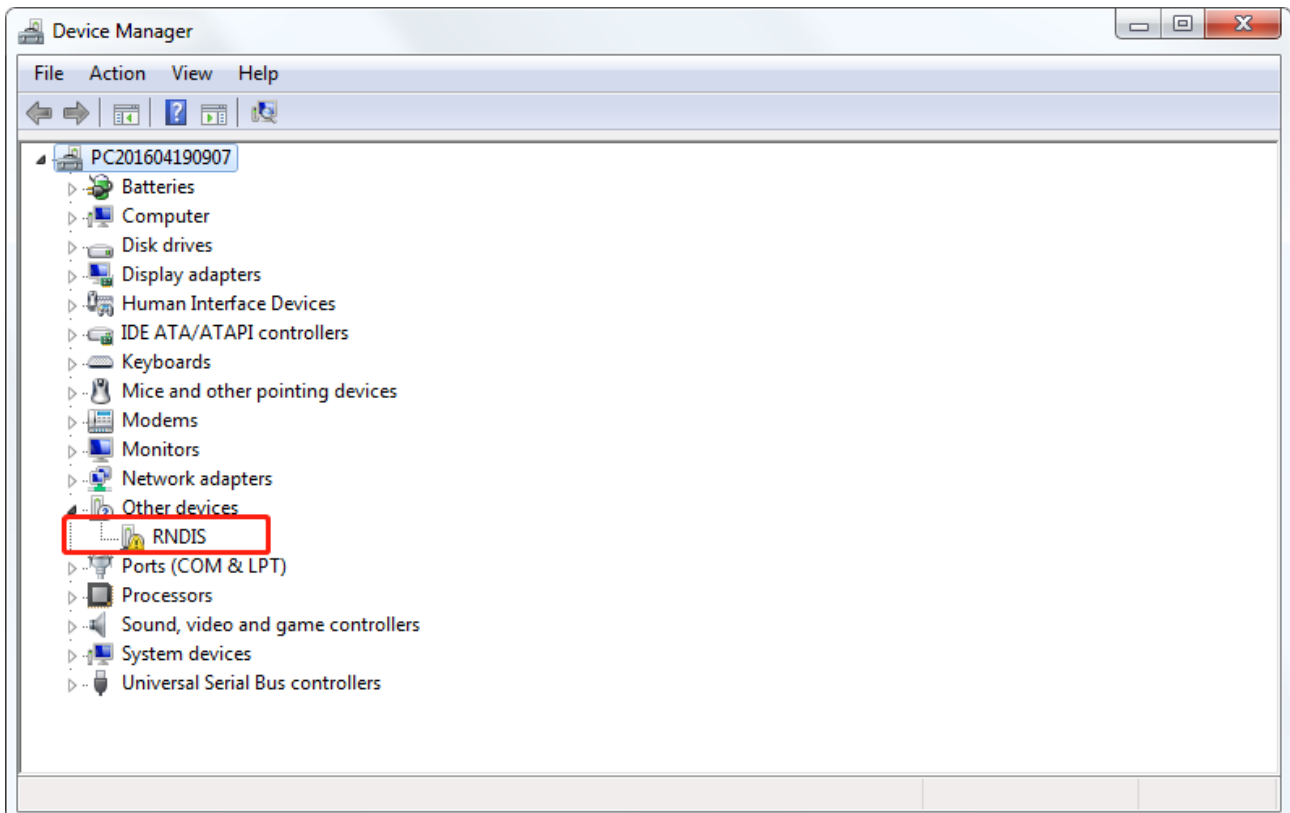 Device Manager
File Action View Help
PC201604190907
Batteries
Computer
Disk drives
Display adapters
Human Interface Devices
IDE ATA/ATAPI controllers
Keyboards
Mice and other pointing devices
Modems
Monitors
Network adapters
Other devices
RNDIS
Ports (COM & LPT)
Processors
Sound, video and game controllers
System devices
Universal Serial Bus controllers